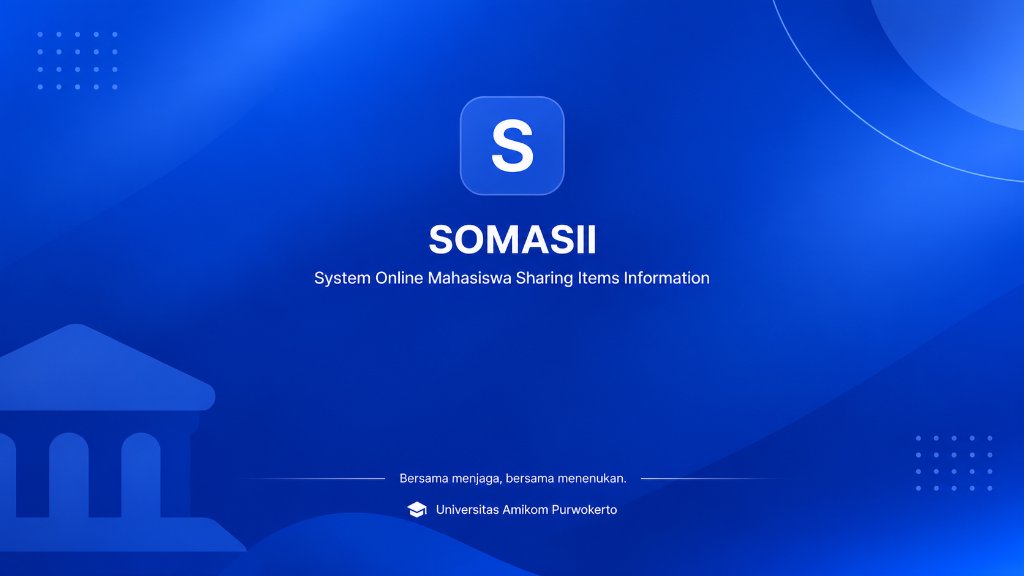 S
SOMASII
System Online Mahasiswa Sharing Items Information
Bersama menjaga, bersama menenukan.
Universitas Amikom Purwokerto